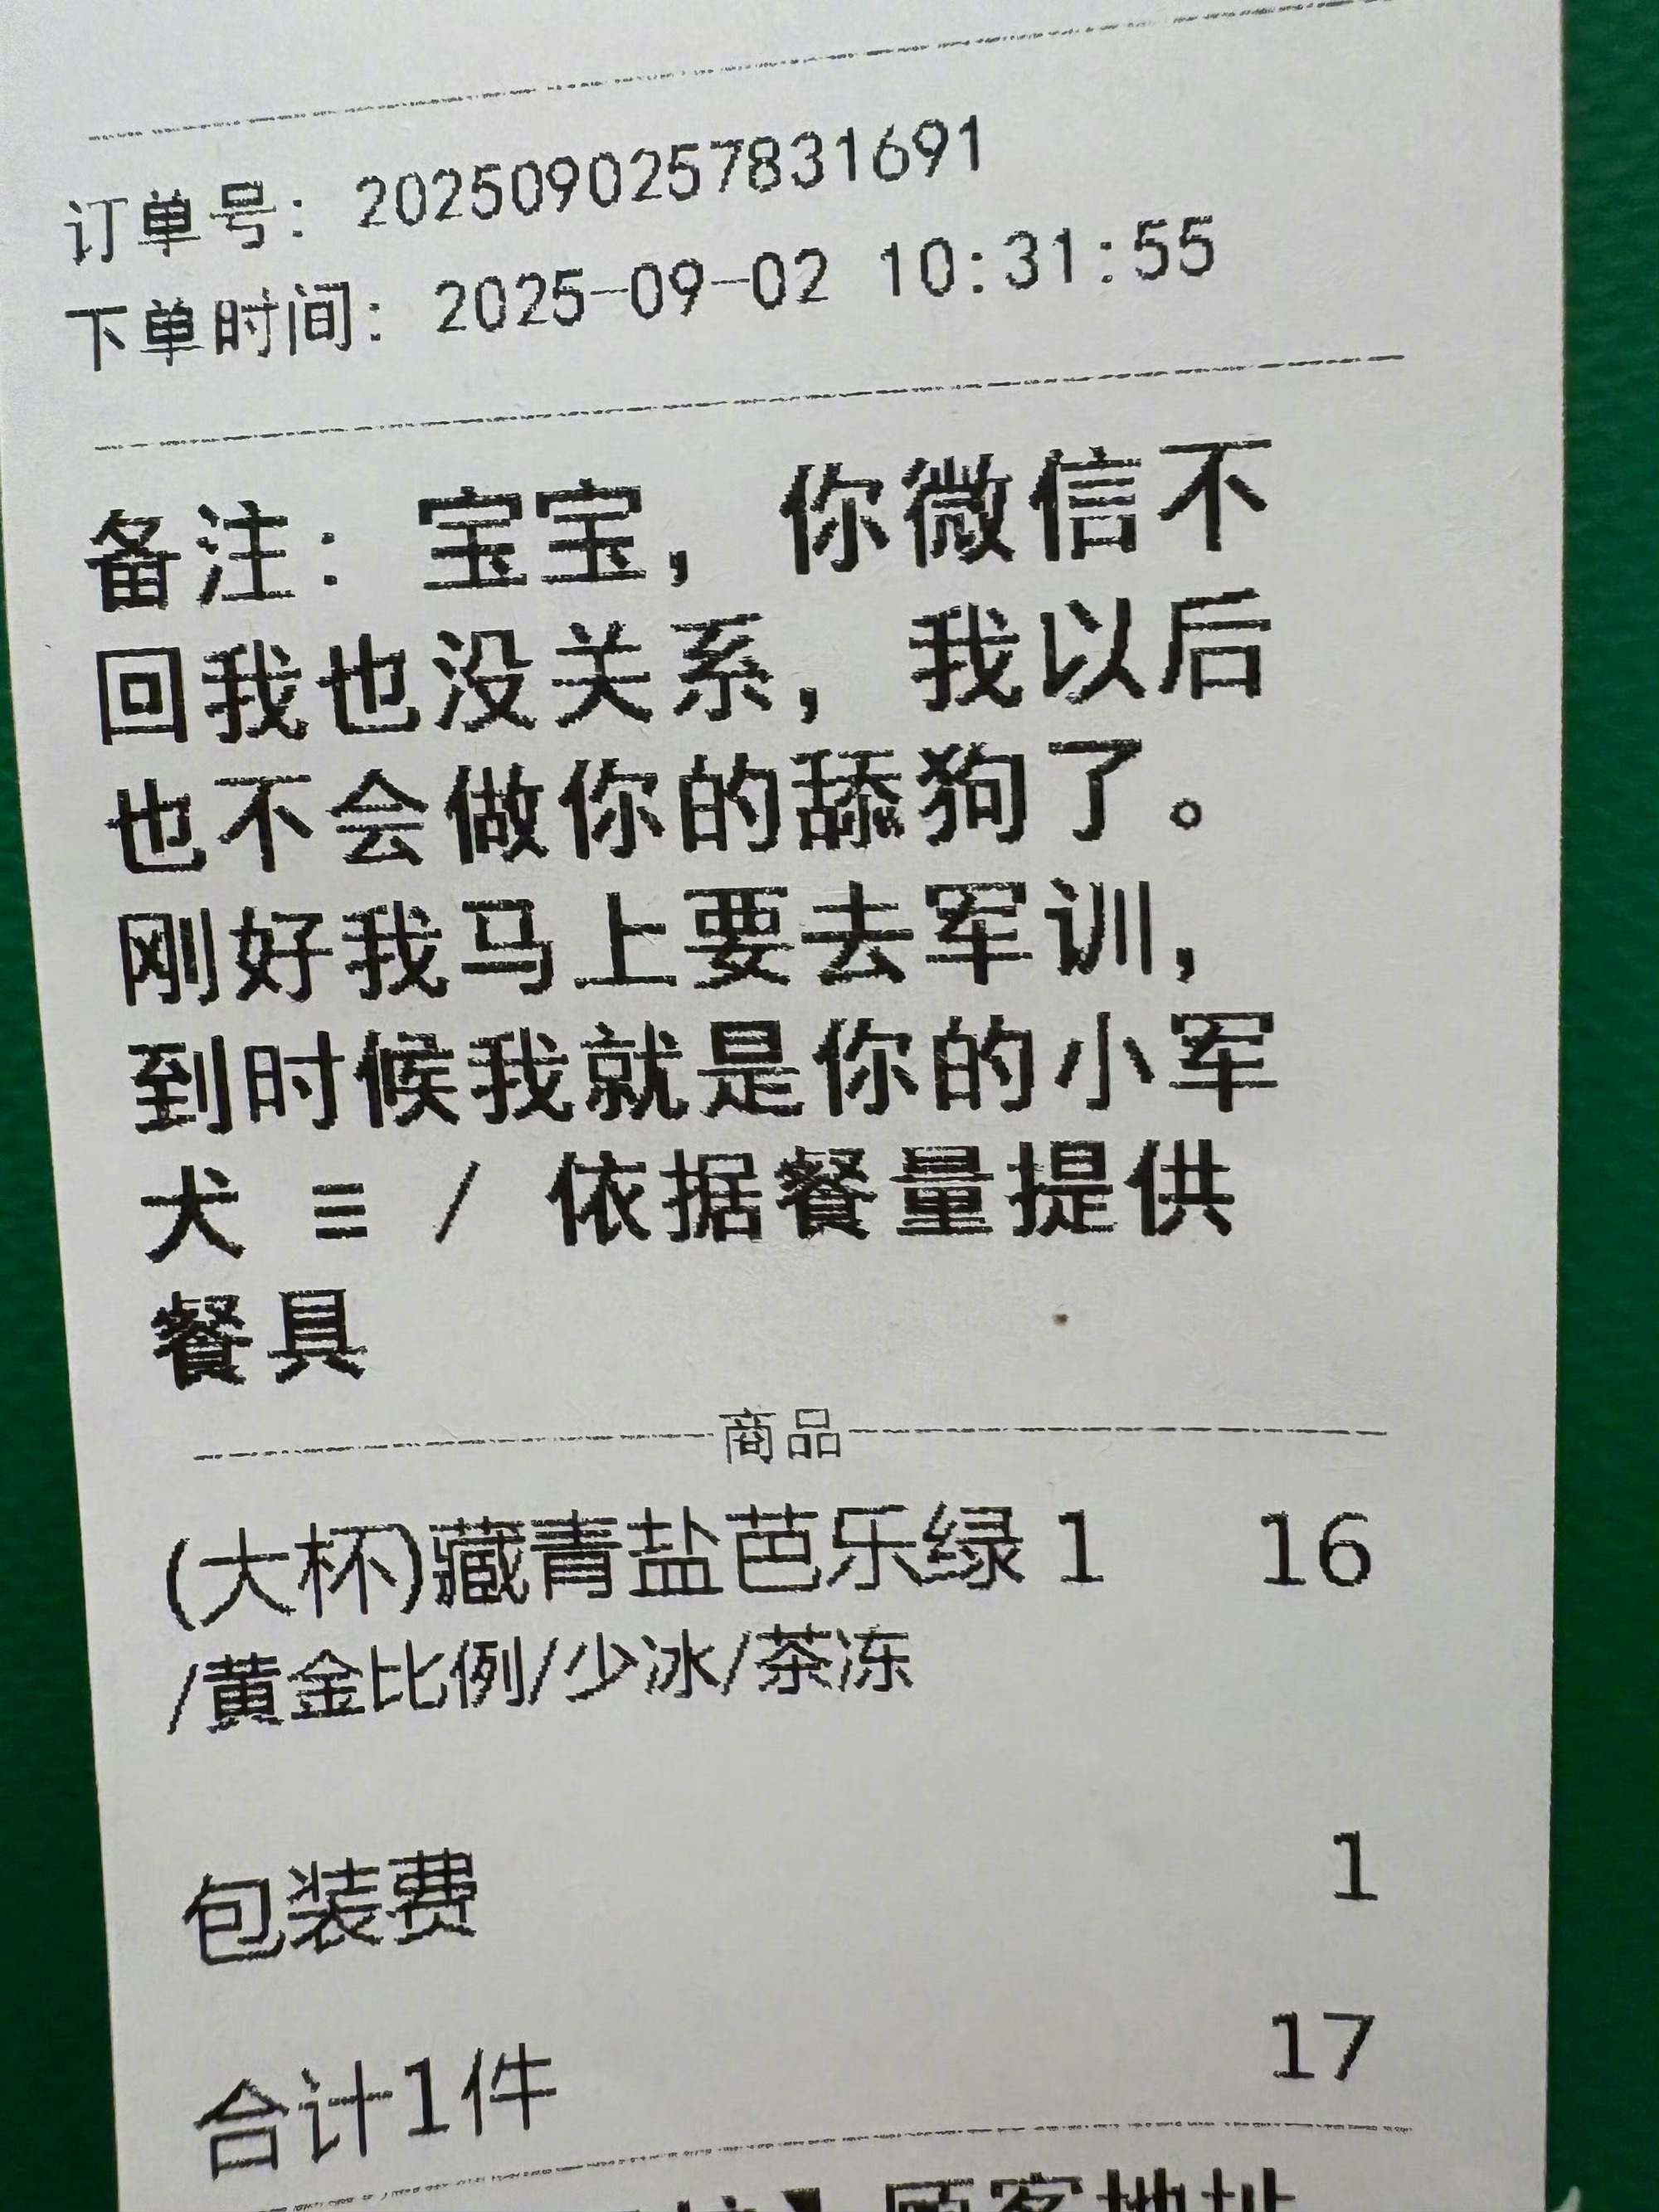 订单号: 2025090257831691
下单时间: 2025-09-02 10:31:55
备注: 宝宝, 你微信不
回我也没关系, 我以后
也不会做你的舔狗了。
刚好我马上要去军训,
到时候我就是你的小军
犬 ≡ / 依据餐量提供
餐具
商品
(大杯)藏青盐芭乐绿 1 16
/黄金比例/少冰/茶冻
包装费 1
合计1件 17
顾客地址